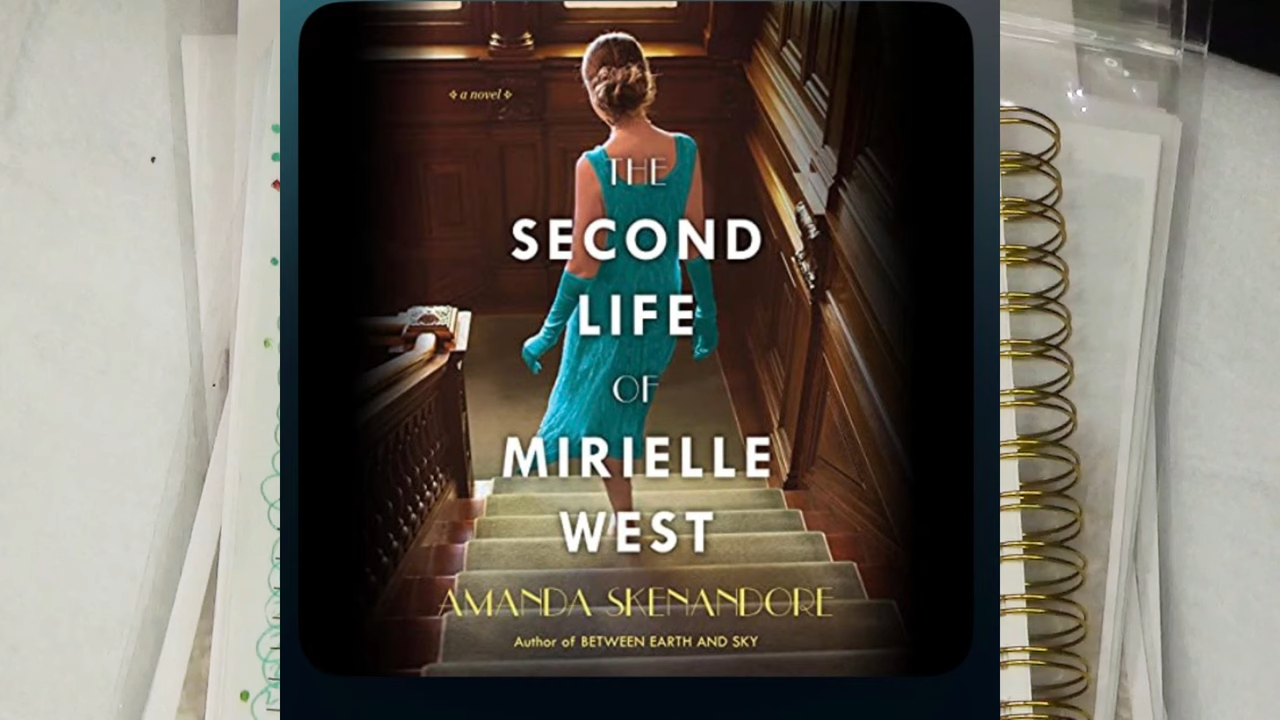 a novel
THE
SECOND
LIFE
OF
MIRIELLE
WEST
AMANDA SKENANDORE
Author of BETWEEN EARTH AND SKY